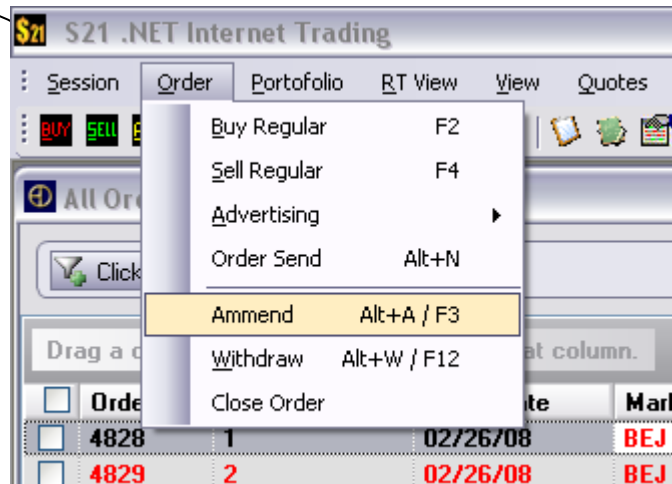 S21 S21 .NET Internet Trading
Session Order Portofolio RT View View Quotes
BUY SELL
Buy Regular F2
Sell Regular F4
All Or
Advertising
Order Send Alt+N
Click
Ammend Alt+A / F3
Drag a at column.
Withdraw Alt+W / F12
Close Order
Orde te Marl
4828 1 02/26/08 BEJ
4829 2 02/26/08 BEJ